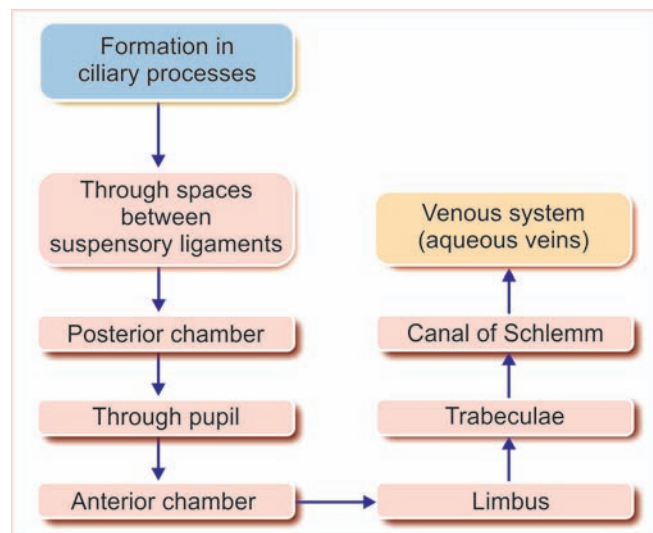 Formation in
ciliary processes
Through spaces
between
suspensory ligaments
Posterior chamber
Through pupil
Anterior chamber
Limbus
Trabeculae
Canal of Schlemm
Venous system
(aqueous veins)